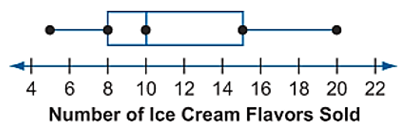 4 6 8 10 12 14 16 18 20 22
Number of Ice Cream Flavors Sold